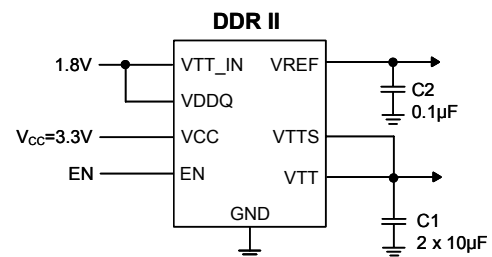 DDR II
1.8V
VTT_IN
VREF
VDDQ
C2
0.1µF
VCC=3.3V
VCC
VTTS
EN
EN
VTT
GND
C1
2 x 10µF